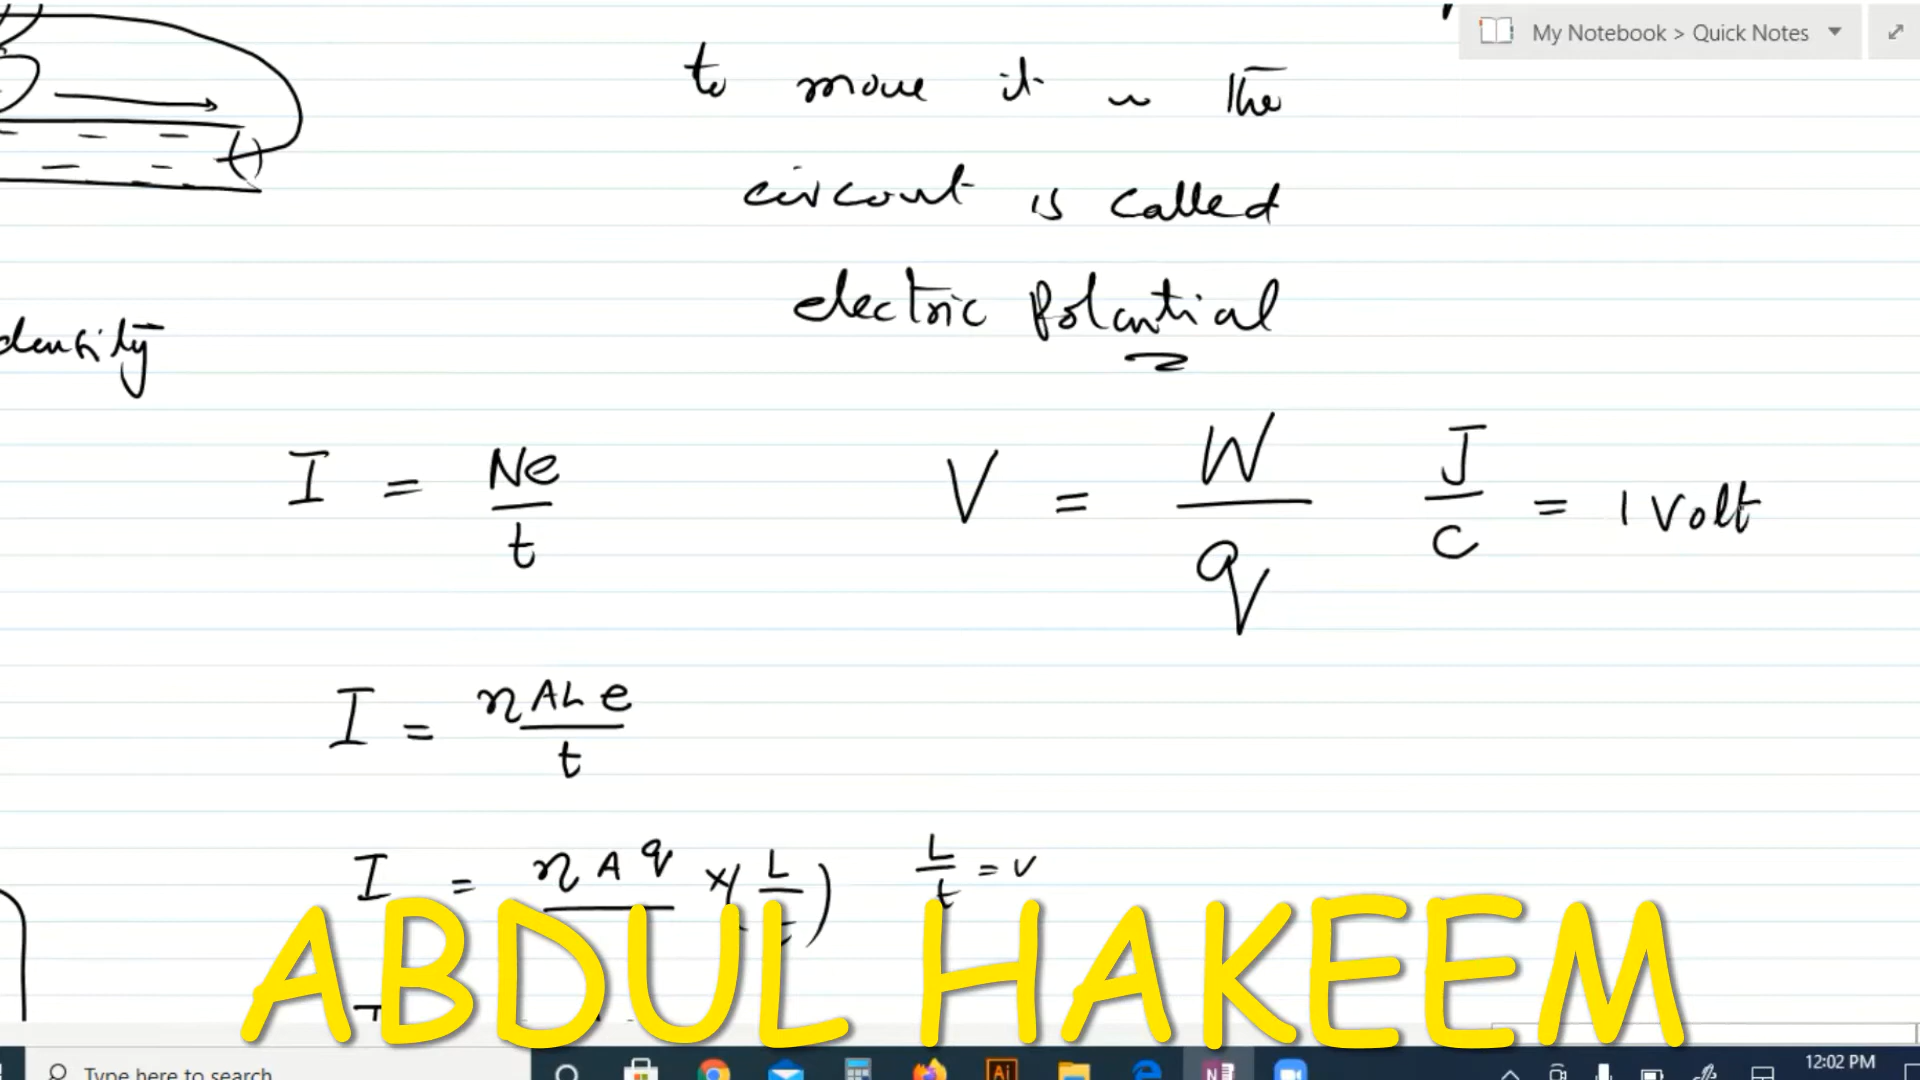 My Notebook > Quick Notes
to move it in the
circuit is called
electric Potential
density
I = Ne/t
V = W/q J/C = 1 Volt
I = nALe/t
I = nAq × (L/t) L/t = v
ABDUL HAKEEM
Type here to search
12:02 PM